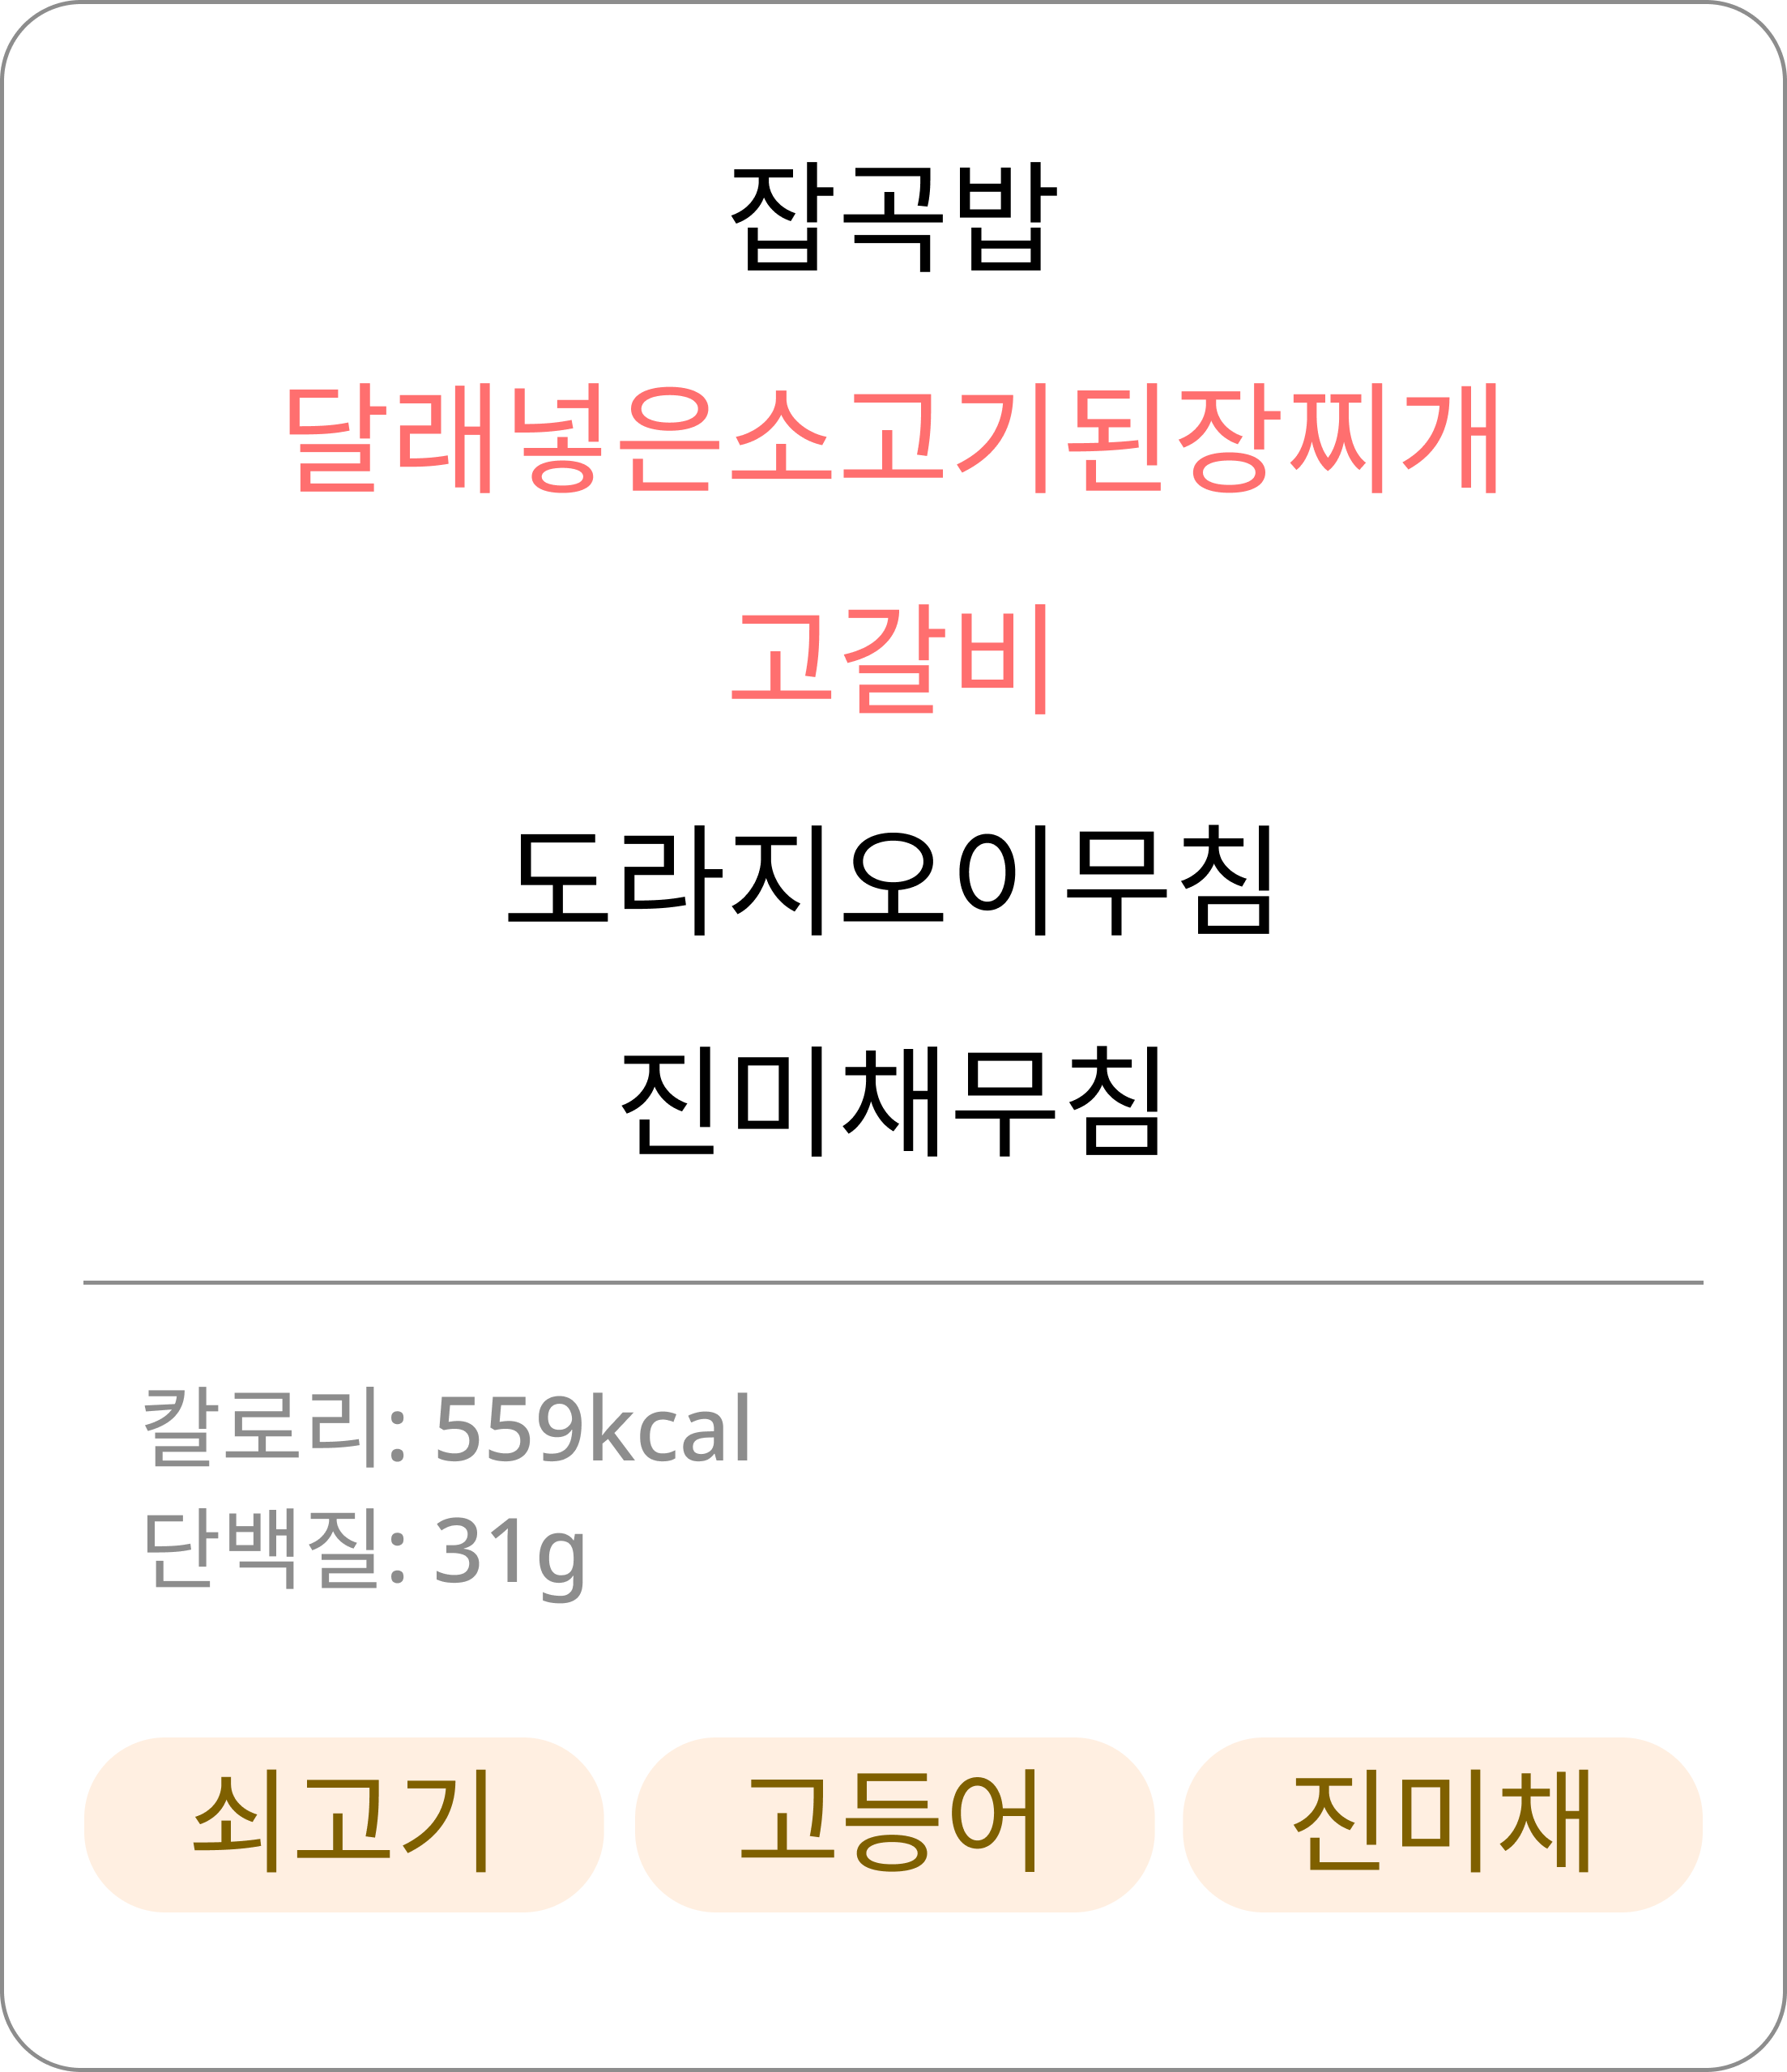 잡곡밥
달래넝은소고기된장찌개
고갈비
도라지오이무침
진미채무침
칼로리: 559kcal
단백질: 31g
쇠고기
고등어
진미채